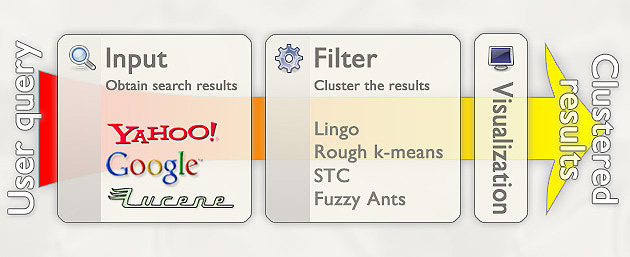 User query
Input
Obtain search results
YAHOO!
Google™
Lucene
Filter
Cluster the results
Lingo
Rough k-means
STC
Fuzzy Ants
Visualization
Clustered
results